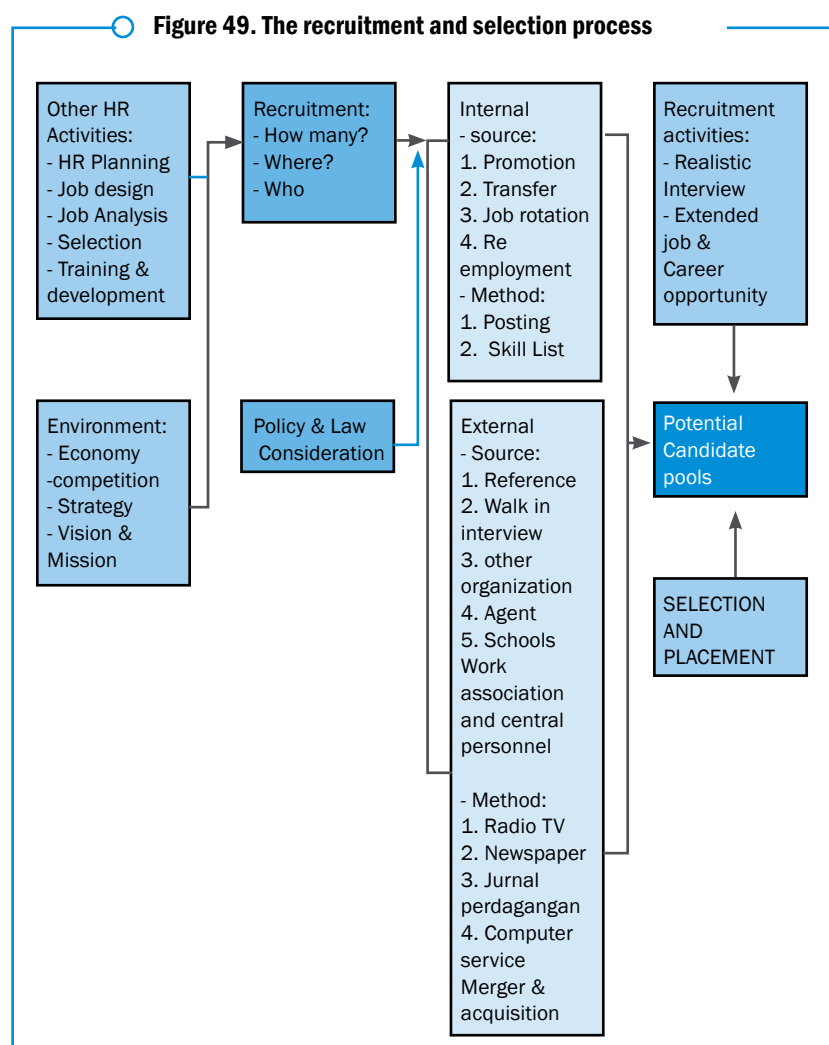 Figure 49. The recruitment and selection process
Other HR
Activities:
- HR Planning
- Job design
- Job Analysis
- Selection
- Training &
development
Recruitment:
- How many?
- Where?
- Who
Internal
- source:
1. Promotion
2. Transfer
3. Job rotation
4. Re
employment
- Method:
1. Posting
2. Skill List
Recruitment
activities:
- Realistic
Interview
- Extended
job &
Career
opportunity
Environment:
- Economy
-competition
- Strategy
- Vision &
Mission
Policy & Law
Consideration
External
- Source:
1. Reference
2. Walk in
interview
3. other
organization
4. Agent
5. Schools
Work
association
and central
personnel
- Method:
1. Radio TV
2. Newspaper
3. Jurnal
perdagangan
4. Computer
service
Merger &
acquisition
Potential
Candidate
pools
SELECTION
AND
PLACEMENT